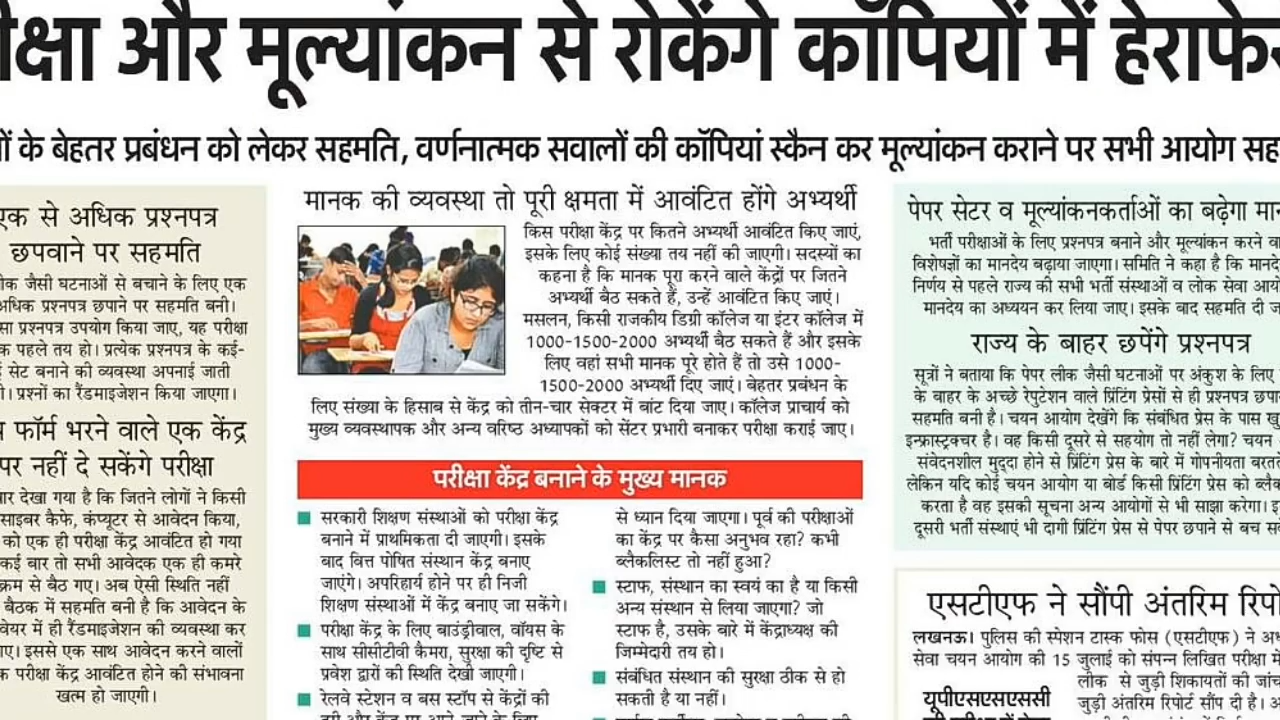 और मूल्यांकन से रोकेंगे कॉपियों में
के बेहतर प्रबंधन को लेकर सहमति, वर्णनात्मक सवालों की कॉपियां स्कैन कर मूल्यांकन कराने पर सभी आयोग
एक से अधिक प्रश्नपत्र
छपवाने पर सहमति
जैसी घटनाओं से बचाने के लिए एक
अधिक प्रश्नपत्र छपाने पर सहमति बनी।
प्रश्नपत्र उपयोग किया जाए, यह परीक्षा
पहले तय हो। प्रत्येक प्रश्नपत्र के कई-
सेट बनाने की व्यवस्था अपनाई जाती
। प्रश्नों का रैंडमाइजेशन किया जाएगा।
फॉर्म भरने वाले एक केंद्र
पर नहीं दे सकेंगे परीक्षा
देखा गया है कि जितने लोगों ने किसी
साइबर कैफे, कंप्यूटर से आवेदन किया,
को एक ही परीक्षा केंद्र आवंटित हो गया
कई बार तो सभी आवेदक एक ही कमरे
क्रम से बैठ गए। अब ऐसी स्थिति नहीं
बैठक में सहमति बनी है कि आवेदन के
में ही रैंडमाइजेशन की व्यवस्था कर
इससे एक साथ आवेदन करने वालों
परीक्षा केंद्र आवंटित होने की संभावना
खत्म हो जाएगी।
मानक की व्यवस्था तो पूरी क्षमता में आवंटित होंगे अभ्यर्थी
किस परीक्षा केंद्र पर कितने अभ्यर्थी आवंटित किए जाएं,
इसके लिए कोई संख्या तय नहीं की जाएगी। सदस्यों का
कहना है कि मानक पूरा करने वाले केंद्रों पर जितने
अभ्यर्थी बैठ सकते हैं, उन्हें आवंटित किए जाएं।
मसलन, किसी राजकीय डिग्री कॉलेज या इंटर कॉलेज में
1000-1500-2000 अभ्यर्थी बैठ सकते हैं और इसके
लिए वहां सभी मानक पूरे होते हैं तो उसे 1000-
1500-2000 अभ्यर्थी दिए जाएं। बेहतर प्रबंधन के
लिए संख्या के हिसाब से केंद्र को तीन-चार सेक्टर में बांट दिया जाए। कॉलेज प्राचार्य को
मुख्य व्यवस्थापक और अन्य वरिष्ठ अध्यापकों को सेंटर प्रभारी बनाकर परीक्षा कराई जाए।
परीक्षा केंद्र बनाने के मुख्य मानक
सरकारी शिक्षण संस्थाओं को परीक्षा केंद्र
बनाने में प्राथमिकता दी जाएगी। इसके
बाद वित्त पोषित संस्थान केंद्र बनाए
जाएंगे। अपरिहार्य होने पर ही निजी
शिक्षण संस्थाओं में केंद्र बनाए जा सकेंगे।
परीक्षा केंद्र के लिए बाउंड्रीवाल, वॉयस के
साथ सीसीटीवी कैमरा, सुरक्षा की दृष्टि से
प्रवेश द्वारों की स्थिति देखी जाएगी।
रेलवे स्टेशन व बस स्टॉप से केंद्रों की
से ध्यान दिया जाएगा। पूर्व की परीक्षाओं
का केंद्र पर कैसा अनुभव रहा? कभी
ब्लैकलिस्ट तो नहीं हुआ?
स्टाफ, संस्थान का स्वयं का है या किसी
अन्य संस्थान से लिया जाएगा? जो
स्टाफ है, उसके बारे में केंद्राध्यक्ष की
जिम्मेदारी तय हो।
संबंधित संस्थान की सुरक्षा ठीक से हो
सकती है या नहीं।
पेपर सेटर व मूल्यांकनकर्ताओं का बढ़ेगा
भर्ती परीक्षाओं के लिए प्रश्नपत्र बनाने और मूल्यांकन करने
विशेषज्ञों का मानदेय बढ़ाया जाएगा। समिति ने कहा है कि
निर्णय से पहले राज्य की सभी भर्ती संस्थाओं व लोक सेवा
मानदेय का अध्ययन कर लिया जाए। इसके बाद सहमति दी
राज्य के बाहर छपेंगे प्रश्नपत्र
सूत्रों ने बताया कि पेपर लीक जैसी घटनाओं पर अंकुश के लिए
के बाहर के अच्छे रेपुटेशन वाले प्रिंटिंग प्रेसों से ही प्रश्नपत्र
सहमति बनी है। चयन आयोग देखेंगे कि संबंधित प्रेस के पास
इन्फ्रास्ट्रक्चर है। वह किसी दूसरे से सहयोग तो नहीं लेगा? चयन
संवेदनशील मुद्दा होने से प्रिंटिंग प्रेस के बारे में गोपनीयता
लेकिन यदि कोई चयन आयोग या बोर्ड किसी प्रिंटिंग प्रेस को
करता है वह इसकी सूचना अन्य आयोगों से भी साझा करेगा।
दूसरी भर्ती संस्थाएं भी दागी प्रिंटिंग प्रेस से पेपर छपाने से बच
एसटीएफ ने सौंपी अंतरिम
लखनऊ। पुलिस की स्पेशन टास्क फोस (एसटीएफ) ने
सेवा चयन आयोग की 15 जुलाई को संपन्न लिखित परीक्षा में
लीक से जुड़ी शिकायतों की
यूपीएसएसएससी
जुड़ी अंतरिम रिपोर्ट सौंप दी है।